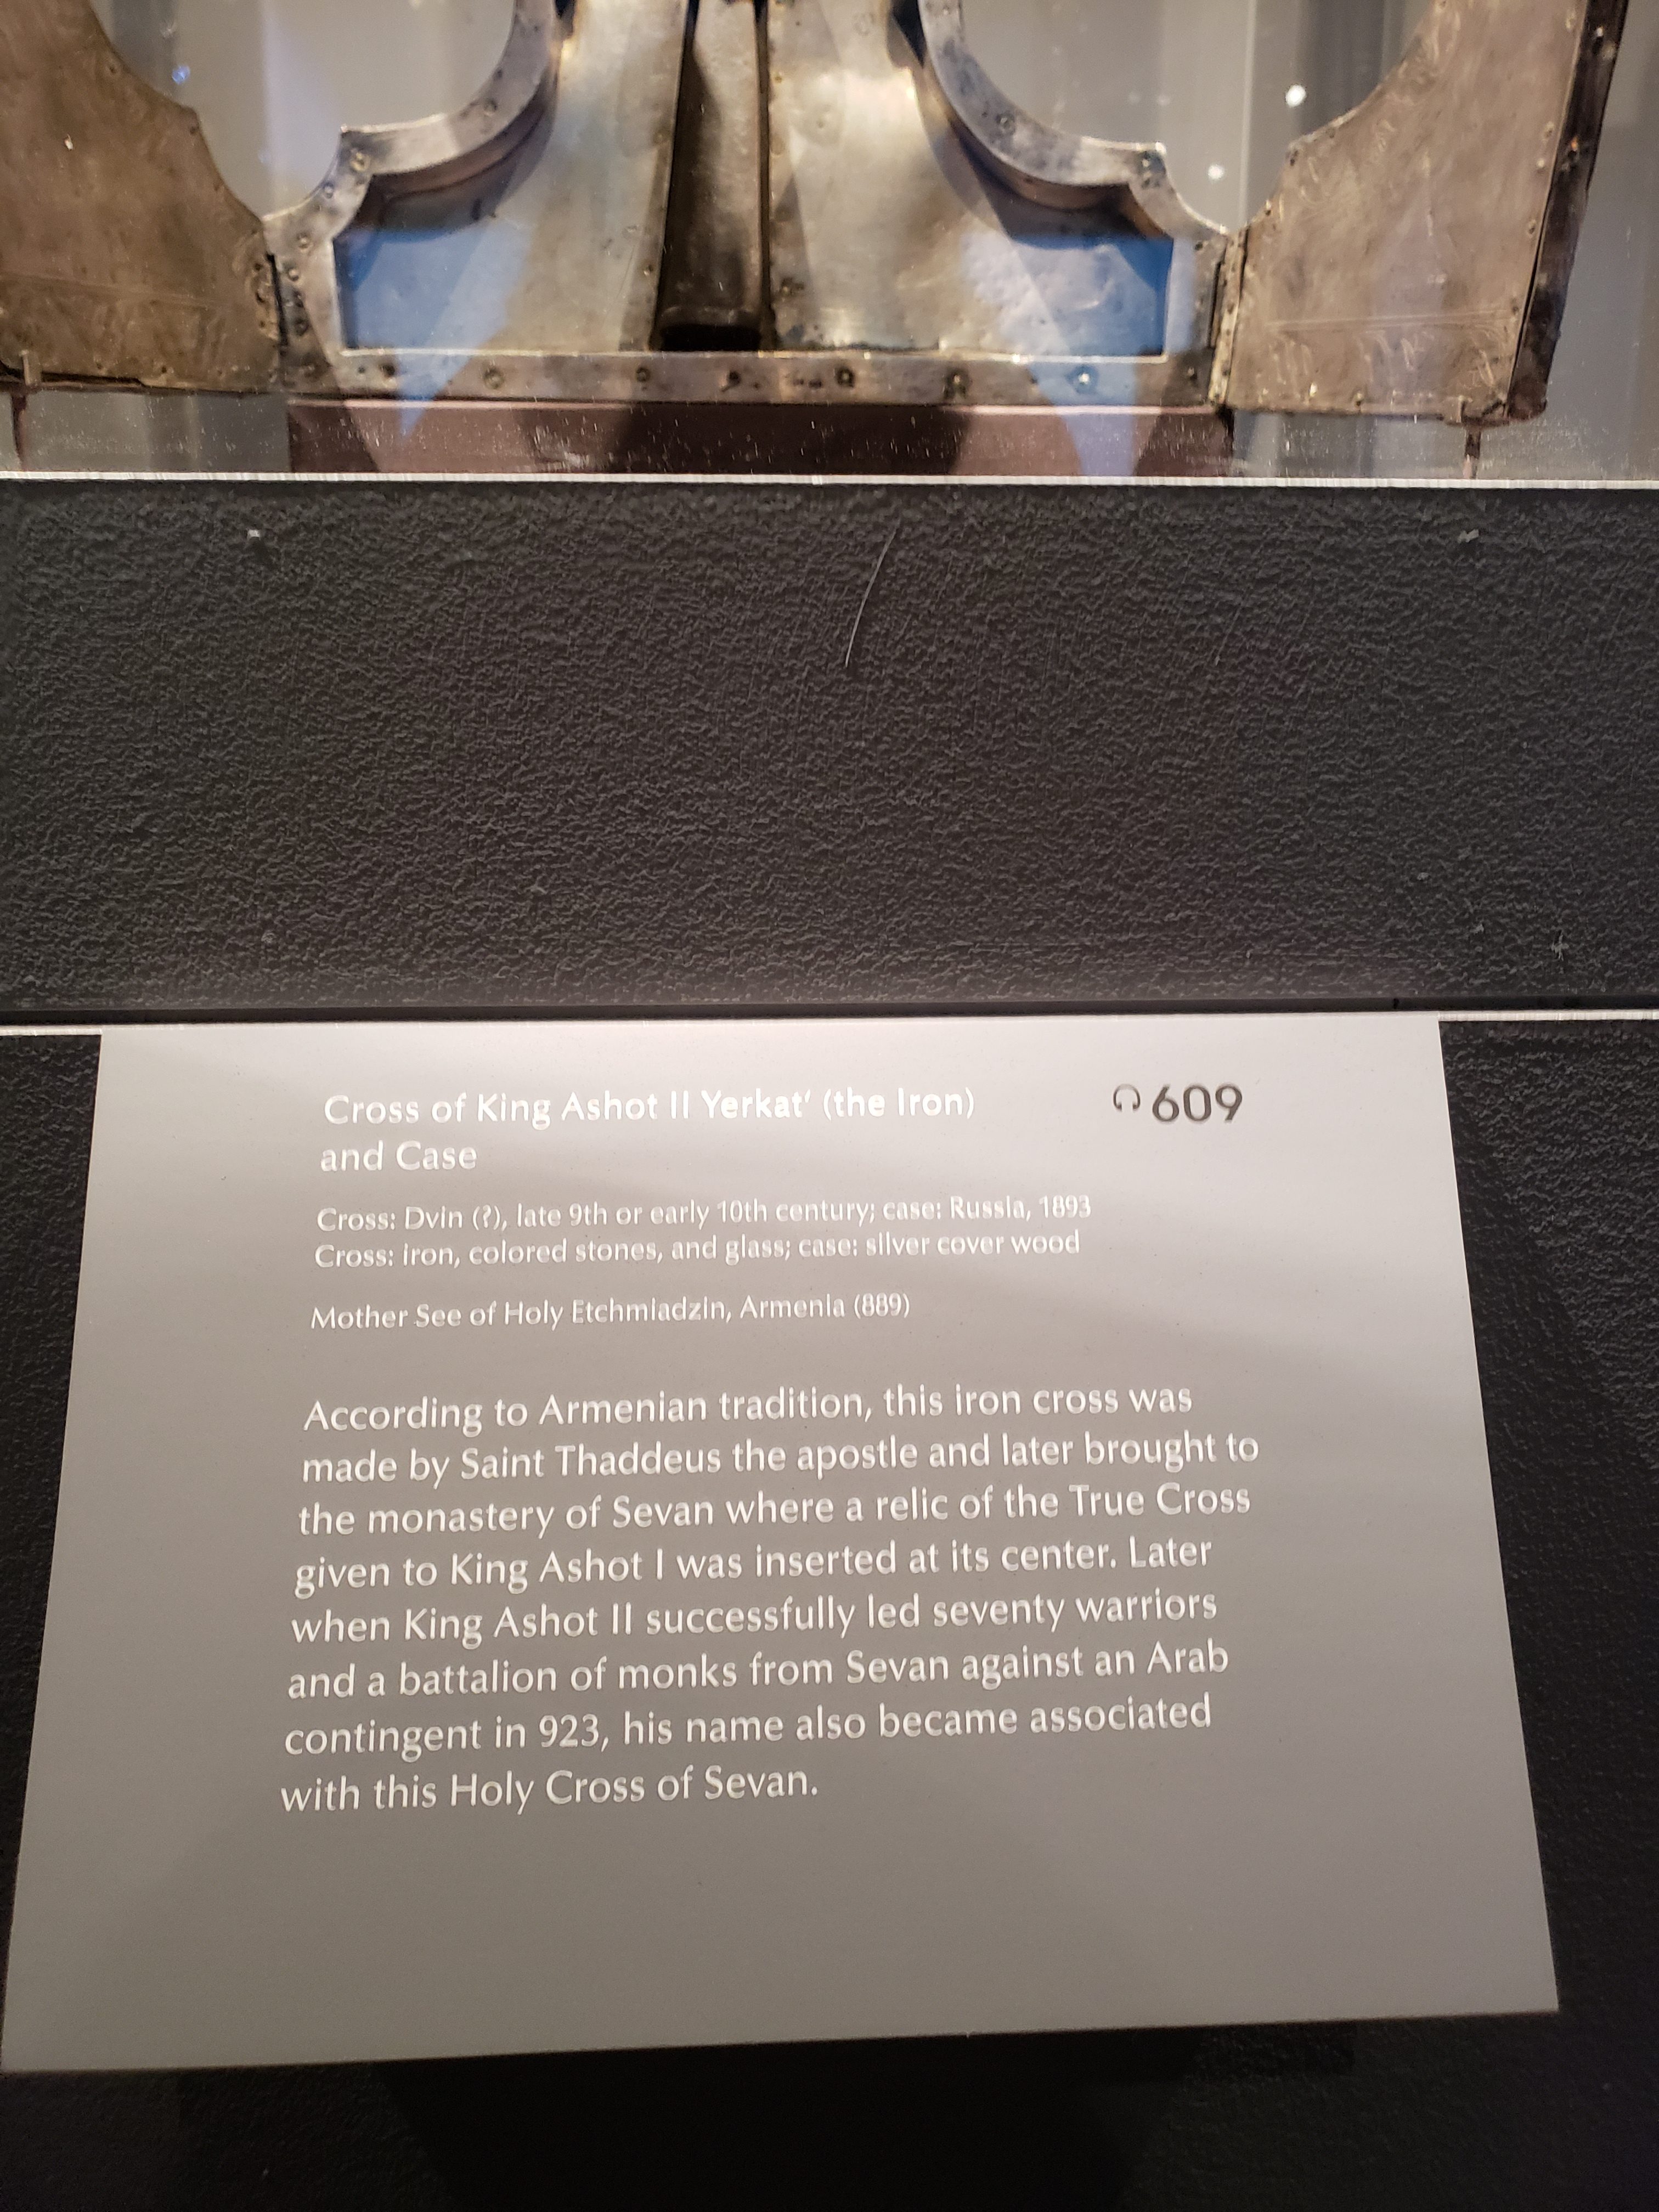 Cross of King Ashot II Yerkat‘ (the Iron)
and Case
609
Cross: Dvin (?), late 9th or early 10th century; case: Russia, 1893
Cross: iron, colored stones, and glass; case: silver cover wood
Mother See of Holy Etchmiadzin, Armenia (889)
According to Armenian tradition, this iron cross was
made by Saint Thaddeus the apostle and later brought to
the monastery of Sevan where a relic of the True Cross
given to King Ashot I was inserted at its center. Later
when King Ashot II successfully led seventy warriors
and a battalion of monks from Sevan against an Arab
contingent in 923, his name also became associated
with this Holy Cross of Sevan.